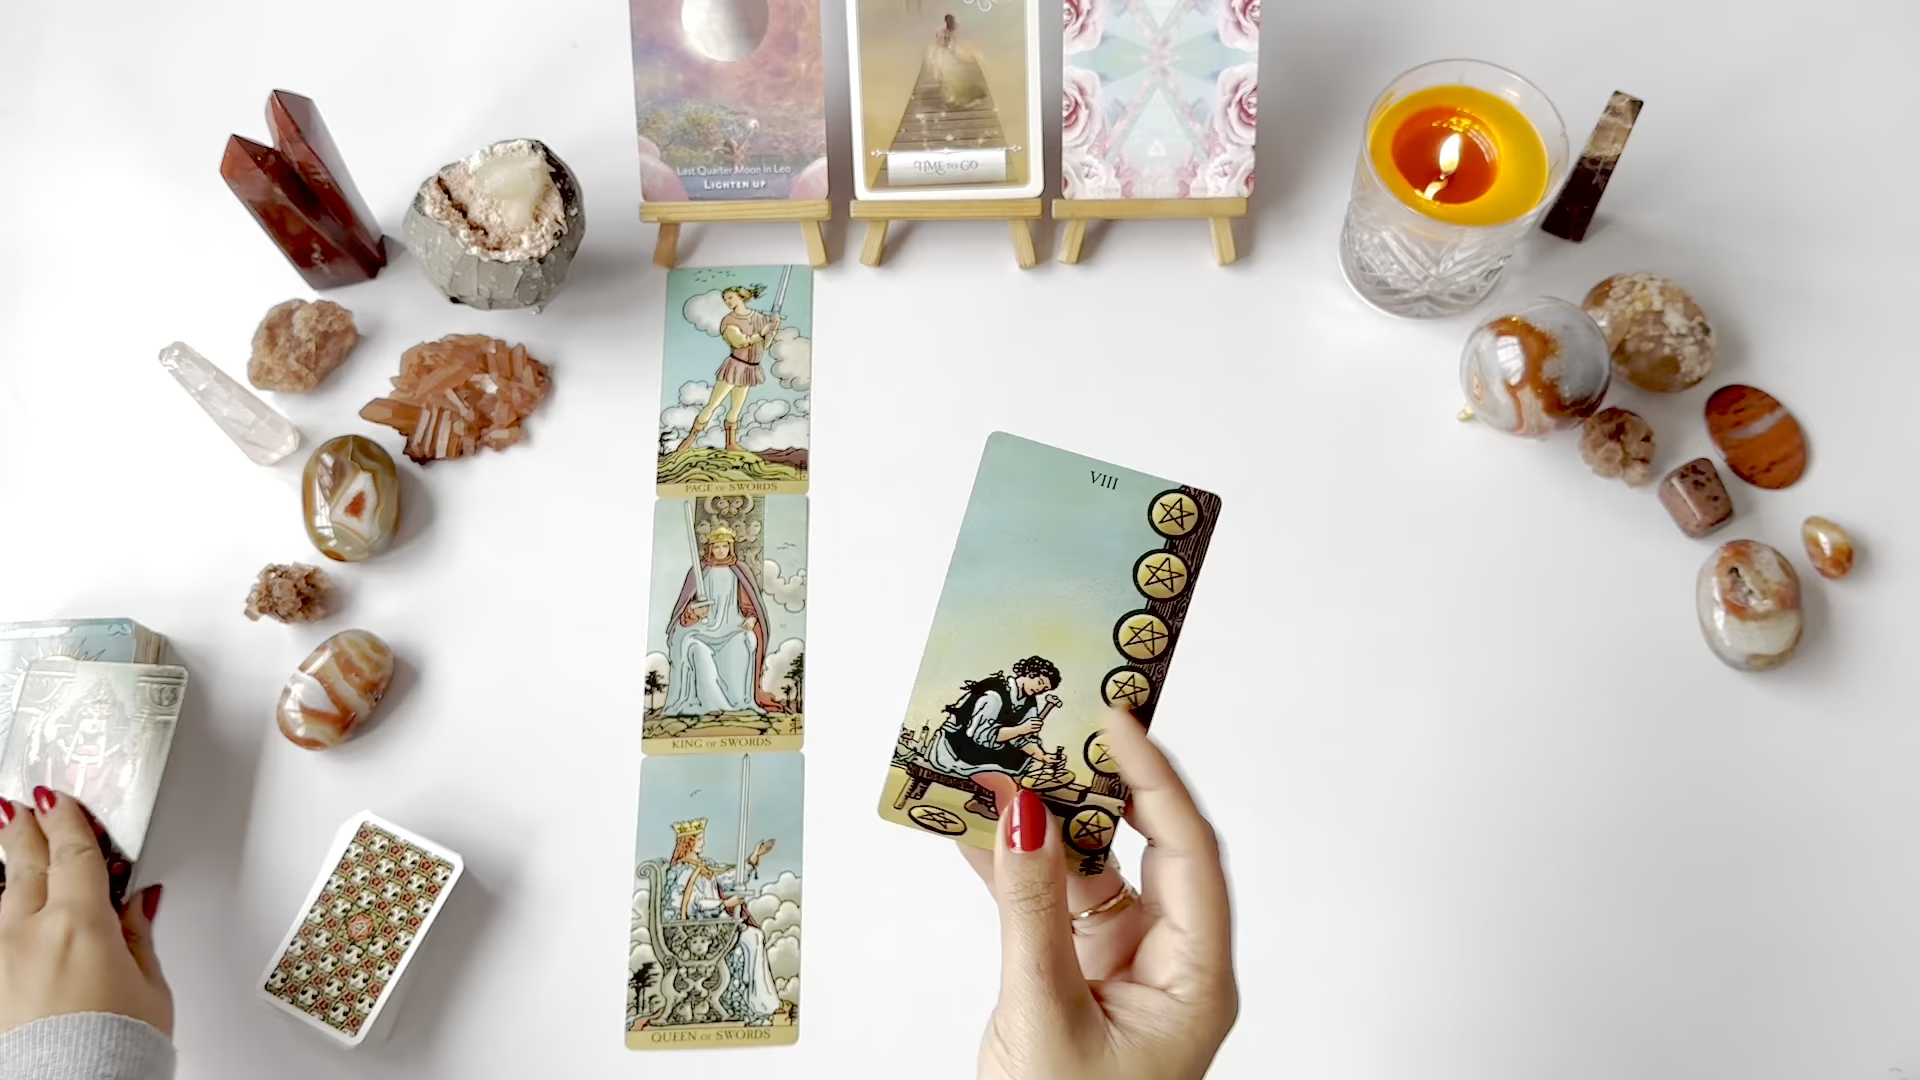 Last Quarter Moon in Leo
LIGHTEN UP
TIME TO GO
PAGE OF SWORDS
KING OF SWORDS
QUEEN OF SWORDS
VIII